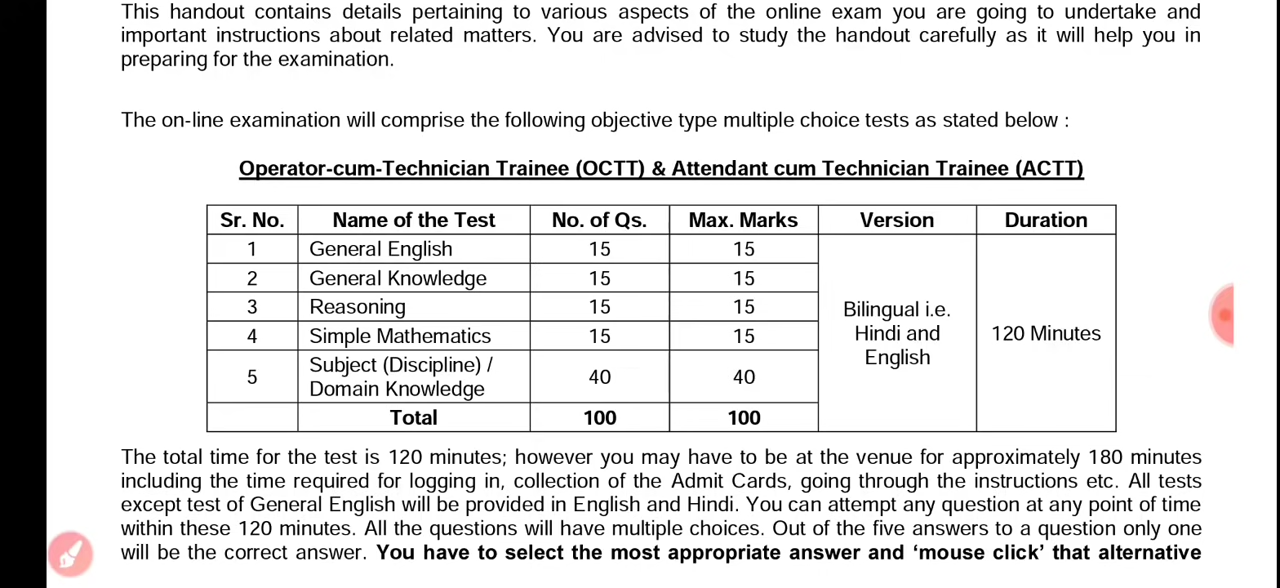 This handout contains details pertaining to various aspects of the online exam you are going to undertake and
important instructions about related matters. You are advised to study the handout carefully as it will help you in
preparing for the examination.
The on-line examination will comprise the following objective type multiple choice tests as stated below :
Operator-cum-Technician Trainee (OCTT) & Attendant cum Technician Trainee (ACTT)
Sr. No. Name of the Test No. of Qs. Max. Marks Version Duration
1 General English 15 15
2 General Knowledge 15 15
3 Reasoning 15 15
4 Simple Mathematics 15 15
5 Subject (Discipline) /
Domain Knowledge 40 40
Total 100 100
Bilingual i.e.
Hindi and
English
120 Minutes
The total time for the test is 120 minutes; however you may have to be at the venue for approximately 180 minutes
including the time required for logging in, collection of the Admit Cards, going through the instructions etc. All tests
except test of General English will be provided in English and Hindi. You can attempt any question at any point of time
within these 120 minutes. All the questions will have multiple choices. Out of the five answers to a question only one
will be the correct answer. You have to select the most appropriate answer and ‘mouse click’ that alternative